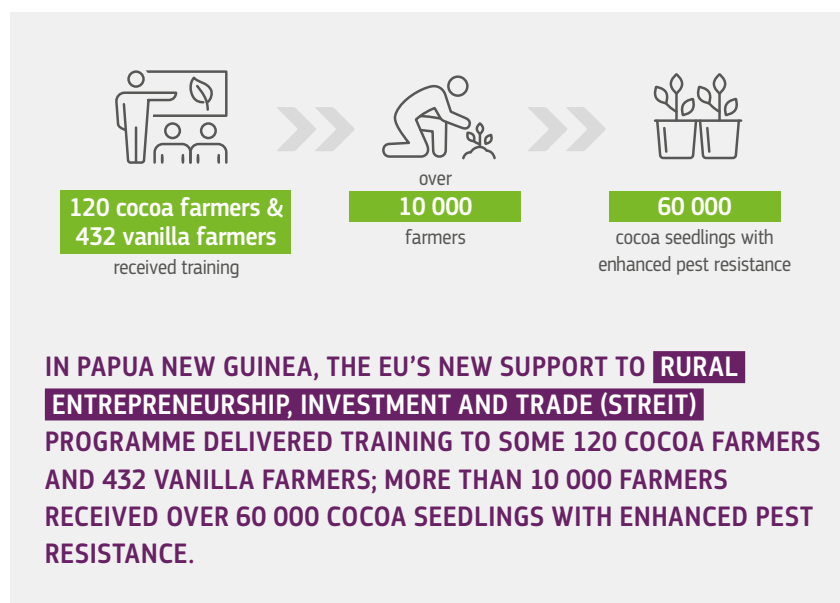 120 cocoa farmers &
432 vanilla farmers
received training
over
10 000
farmers
60 000
cocoa seedlings with
enhanced pest resistance
IN PAPUA NEW GUINEA, THE EU’S NEW SUPPORT TO RURAL
ENTREPRENEURSHIP, INVESTMENT AND TRADE (STREIT)
PROGRAMME DELIVERED TRAINING TO SOME 120 COCOA FARMERS
AND 432 VANILLA FARMERS; MORE THAN 10 000 FARMERS
RECEIVED OVER 60 000 COCOA SEEDLINGS WITH ENHANCED PEST
RESISTANCE.